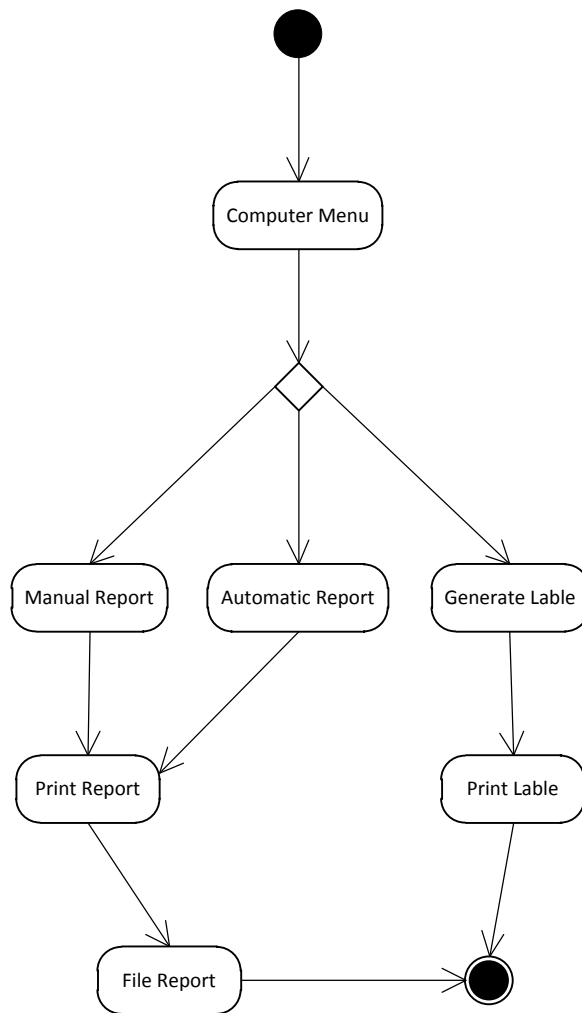 Computer Menu
Manual Report
Automatic Report
Generate Lable
Print Report
Print Lable
File Report